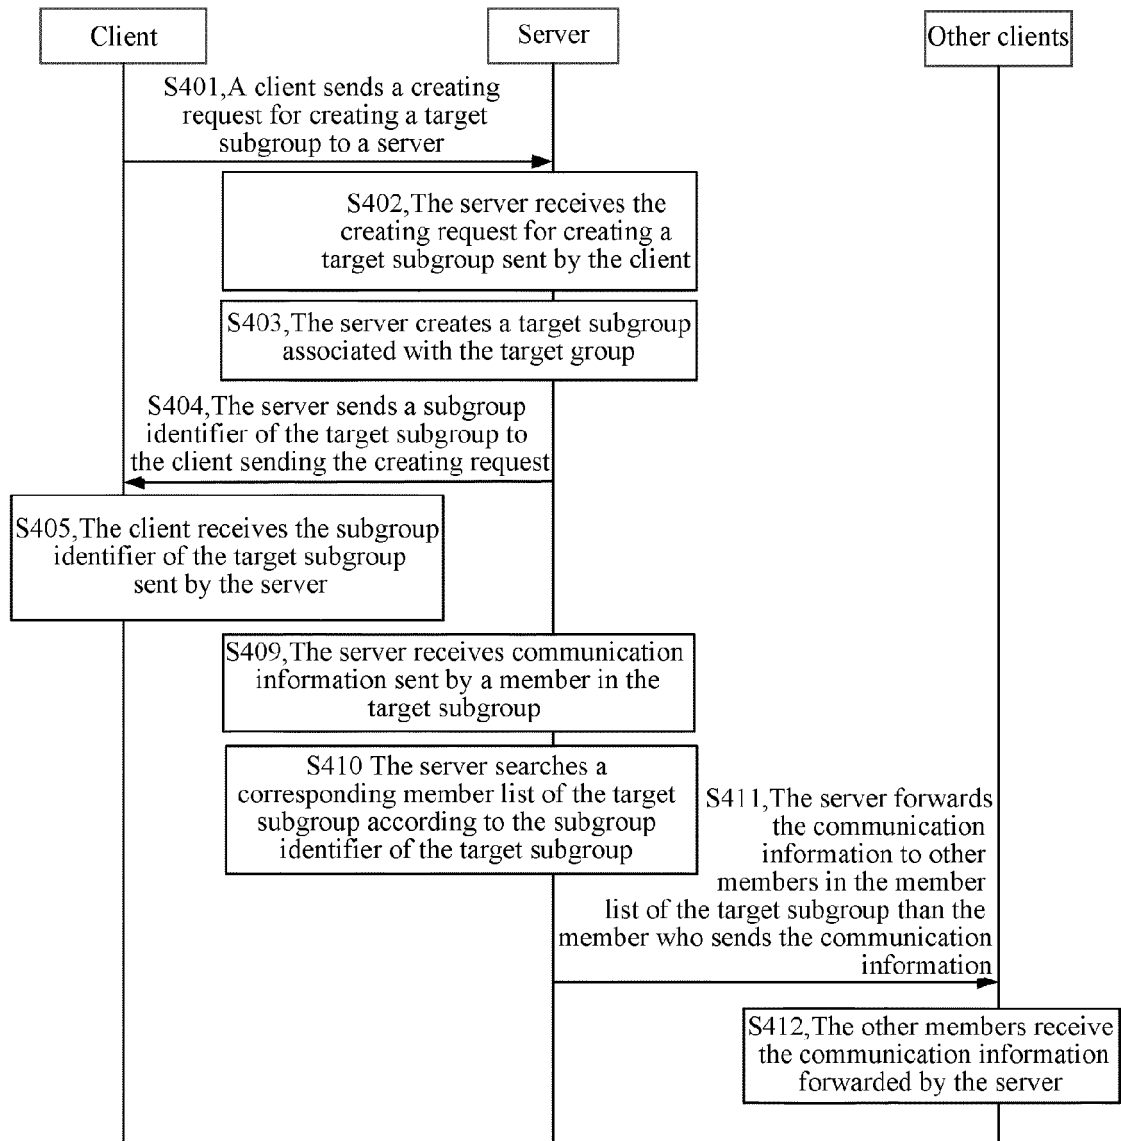 Client
Server
Other clients
S401,A client sends a creating
request for creating a target
subgroup to a server
S402,The server receives the
creating request for creating a
target subgroup sent by the client
S403,The server creates a target subgroup
associated with the target group
S404,The server sends a subgroup
identifier of the target subgroup to
the client sending the creating request
S405,The client receives the subgroup
identifier of the target subgroup
sent by the server
S409,The server receives communication
information sent by a member in the
target subgroup
S410 The server searches a
corresponding member list of the target
subgroup according to the subgroup
identifier of the target subgroup
S411,The server forwards
the communication
information to other
members in the member
list of the target subgroup than the
member who sends the communication
information
S412,The other members receive
the communication information
forwarded by the server